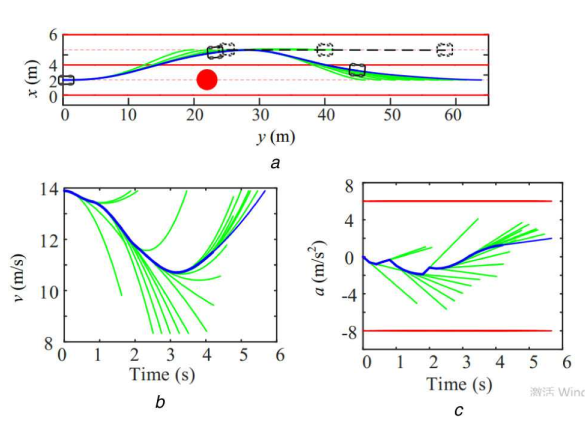 6
4
2
0
x (m)
0 10 20 30 40 50 60
y (m)
a
14
12
10
8
v (m/s)
0 1 2 3 4 5 6
Time (s)
b
8
4
0
-4
-8
a (m/s²)
0 1 2 3 4 5 6
Time (s)
c
激活 Wind